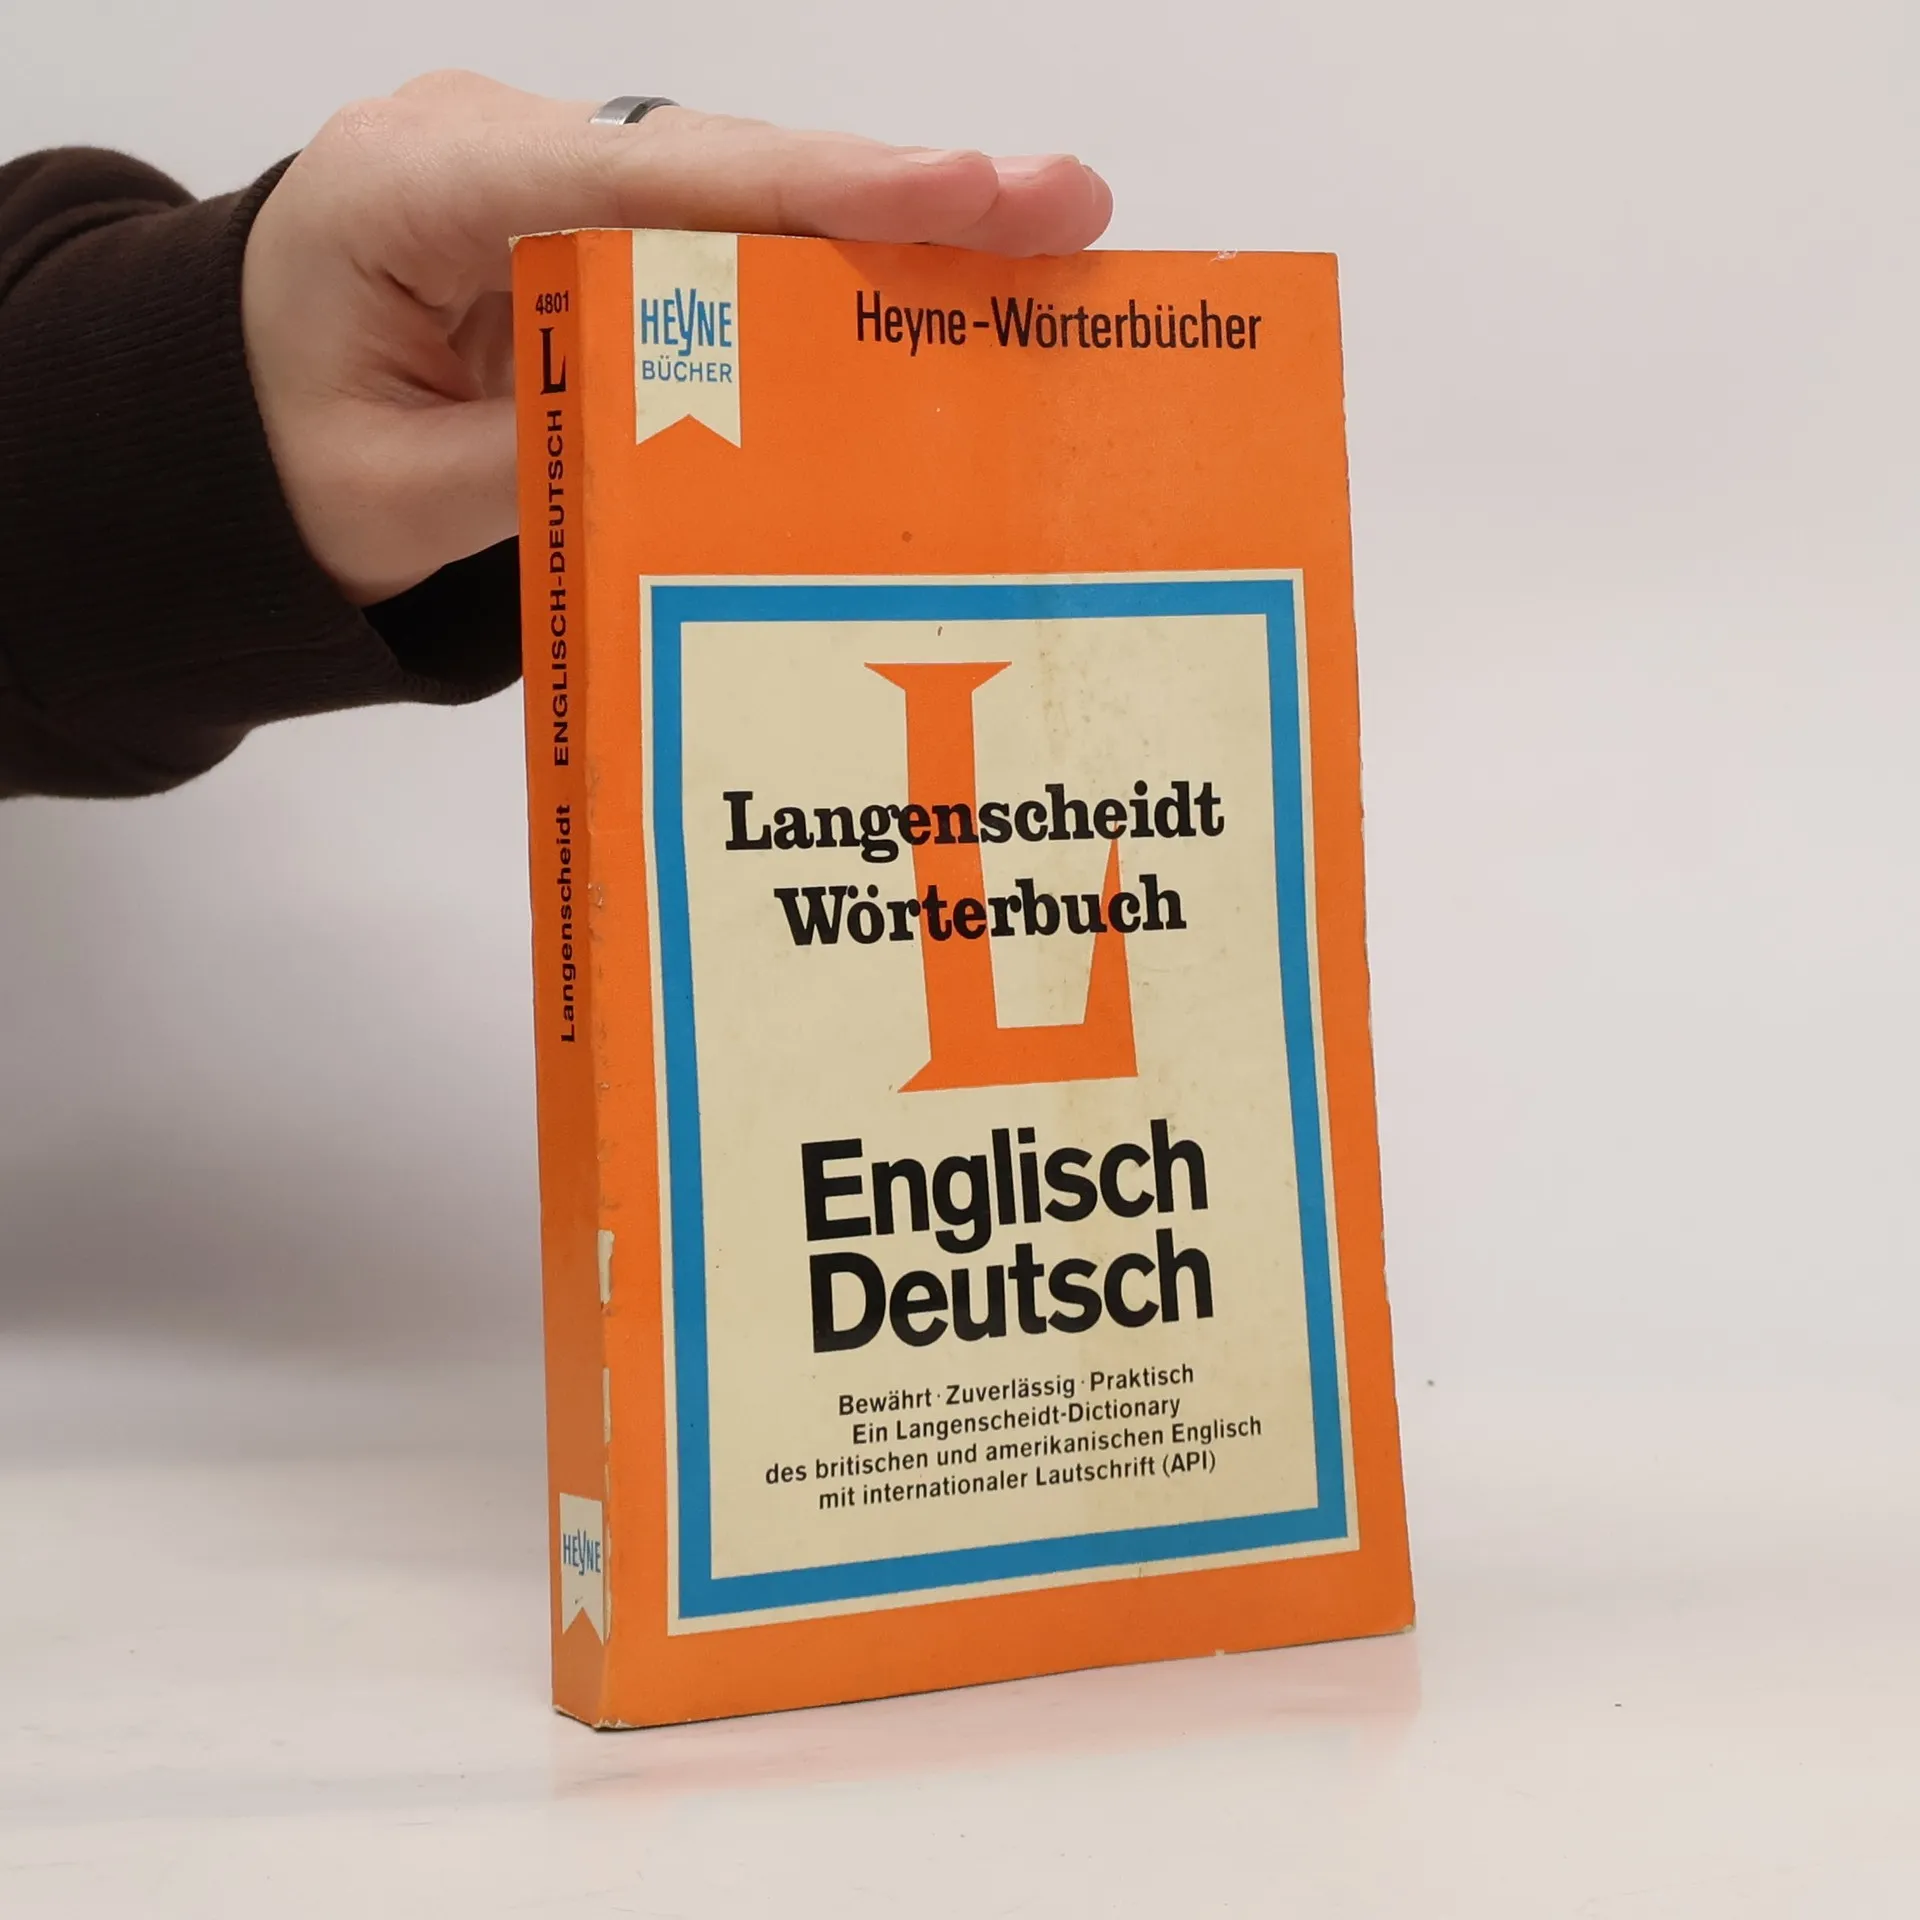 4801
L
ENGLISCH-DEUTSCH
Langenscheidt
HEYNE
HEYNE
BÜCHER
Heyne-Wörterbücher
L
Langenscheidt
Wörterbuch
Englisch
Deutsch
Bewährt · Zuverlässig · Praktisch
Ein Langenscheidt-Dictionary
des britischen und amerikanischen Englisch
mit internationaler Lautschrift (API)